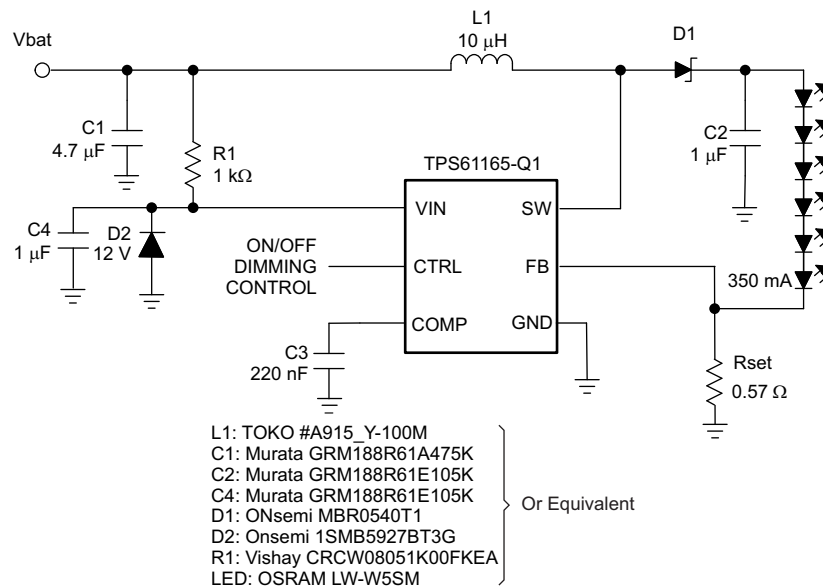 L1
10 μH
D1
Vbat
C1
4.7 μF
R1
1 kΩ
C2
1 μF
TPS61165-Q1
C4
1 μF
D2
12 V
VIN
SW
ON/OFF
DIMMING
CONTROL
CTRL
FB
350 mA
COMP
GND
C3
220 nF
Rset
0.57 Ω
L1: TOKO #A915_Y-100M
C1: Murata GRM188R61A475K
C2: Murata GRM188R61E105K
C4: Murata GRM188R61E105K
D1: ONsemi MBR0540T1
D2: Onsemi 1SMB5927BT3G
R1: Vishay CRCW08051K00FKEA
LED: OSRAM LW-W5SM
Or Equivalent